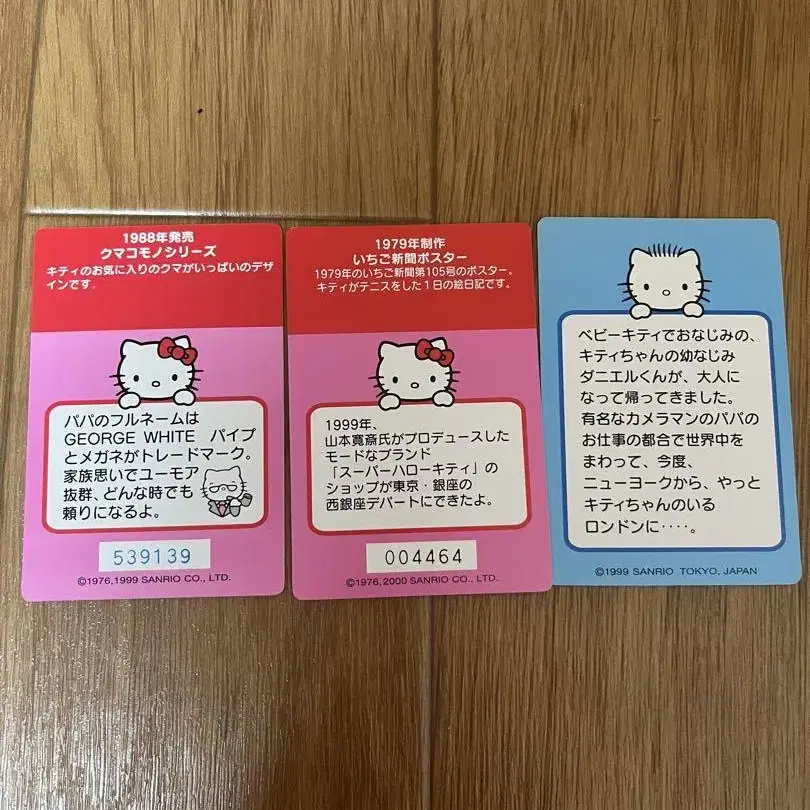 1988年発売
クマコモノシリーズ
キティのお気に入りのクマがいっぱいのデザ
インです。
パパのフルネームは
GEORGE WHITE パイプ
とメガネがトレードマーク。
家族思いでユーモア
抜群、どんな時でも
頼りになるよ。
539139
©1976,1999 SANRIO CO., LTD.
1979年制作
いちご新聞ポスター
1979年のいちご新聞第105号のポスター。
キティがテニスをした1日の絵日記です。
1999年、
山本寛斎氏がプロデュースした
モードなブランド
「スーパーハローキティ」の
ショップが東京・銀座の
西銀座デパートにできたよ。
004464
©1976,2000 SANRIO CO., LTD.
ベビーキティでおなじみの、
キティちゃんの幼なじみ
ダニエルくんが、大人に
なって帰ってきました。
有名なカメラマンのパパの
お仕事の都合で世界中を
まわって、今度、
ニューヨークから、やっと
キティちゃんのいる
ロンドンに‥‥。
©1999 SANRIO TOKYO, JAPAN